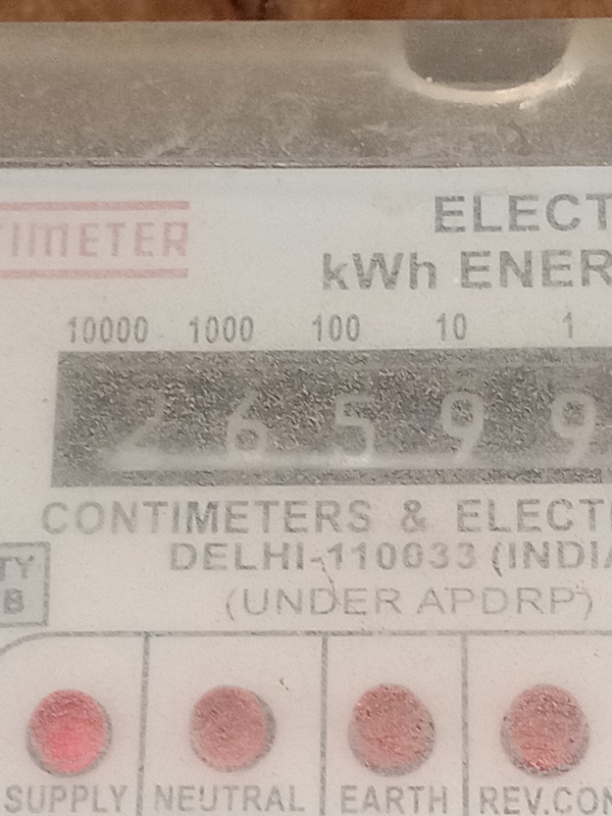 TIMETER
ELECT
kWh ENER
10000 1000 100 10 1
2 6 5 9 9
CONTIMETERS & ELECT
DELHI-110033 (INDIA
(UNDER APDRP)
TY
B
SUPPLY NEUTRAL EARTH REV.CON